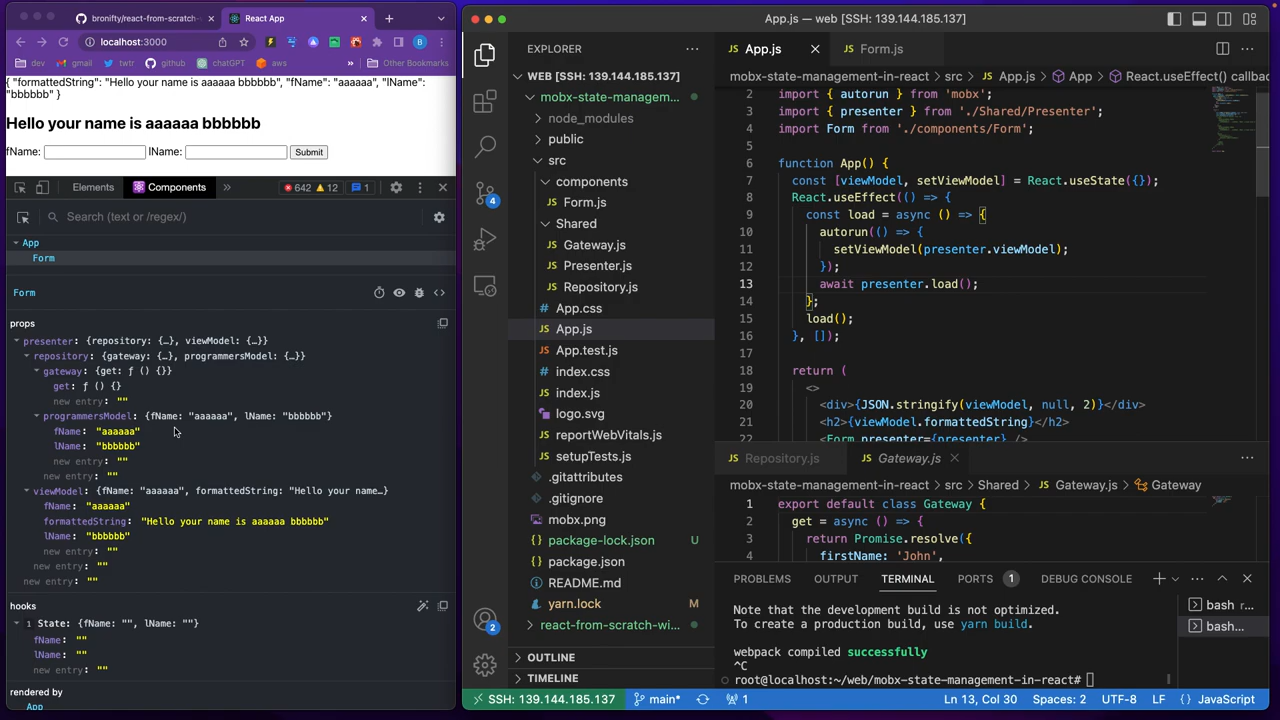 bronifty/react-from-scratch-
React App
localhost:3000
dev
gmail
twtr
github
chatGPT
aws
Other Bookmarks
{ "formattedString": "Hello your name is aaaaaa bbbbbb", "fName": "aaaaaa", "lName":
"bbbbbb" }
Hello your name is aaaaaa bbbbbb
fName: lName: Submit
Elements
Components
642
12
1
Search (text or /regex/)
App
Form
Form
props
presenter: {repository: {…}, viewModel: {…}}
repository: {gateway: {…}, programmersModel: {…}}
gateway: {get: ƒ () {}}
get: ƒ () {}
new entry: ""
programmersModel: {fName: "aaaaaa", lName: "bbbbbb"}
fName: "aaaaaa"
lName: "bbbbbb"
new entry: ""
new entry: ""
viewModel: {fName: "aaaaaa", formattedString: "Hello your name…}
fName: "aaaaaa"
formattedString: "Hello your name is aaaaaa bbbbbb"
lName: "bbbbbb"
new entry: ""
new entry: ""
new entry: ""
hooks
1 State: {fName: "", lName: ""}
fName: ""
lName: ""
new entry: ""
rendered by
App
App.js — web [SSH: 139.144.185.137]
EXPLORER
WEB [SSH: 139.144.185.137]
mobx-state-managem...
node_modules
public
src
components
Form.js
Shared
Gateway.js
Presenter.js
Repository.js
App.css
App.js
App.test.js
index.css
index.js
logo.svg
reportWebVitals.js
setupTests.js
.gitattributes
.gitignore
mobx.png
package-lock.json U
package.json
README.md
yarn.lock M
react-from-scratch-wi...
OUTLINE
TIMELINE
4
2
App.js
Form.js
mobx-state-management-in-react > src > App.js > App > React.useEffect() callbac
2 import { autorun } from 'mobx';
3 import { presenter } from './Shared/Presenter';
4 import Form from './components/Form';
5
6 function App() {
7 const [viewModel, setViewModel] = React.useState({});
8 React.useEffect(() => {
9 const load = async () => {
10 autorun(() => {
11 setViewModel(presenter.viewModel);
12 });
13 await presenter.load();
14 };
15 load();
16 }, []);
17
18 return (
19 <>
20 <div>{JSON.stringify(viewModel, null, 2)}</div>
21 <h2>{viewModel.formattedString}</h2>
22 <Form presenter={presenter} />
Repository.js
Gateway.js
mobx-state-management-in-react > src > Shared > Gateway.js > Gateway
1 export default class Gateway {
2 get = async () => {
3 return Promise.resolve({
4 firstName: 'John',
PROBLEMS
OUTPUT
TERMINAL
PORTS 1
DEBUG CONSOLE
Note that the development build is not optimized.
To create a production build, use yarn build.
webpack compiled successfully
^C
root@localhost:~/web/mobx-state-management-in-react#
bash r...
bash...
SSH: 139.144.185.137
main*
1
Ln 13, Col 30
Spaces: 2
UTF-8
LF
{} JavaScript